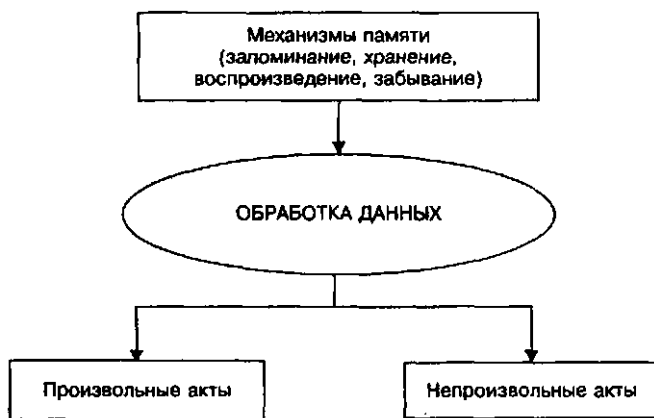 Механизмы памяти
(запоминание, хранение,
воспроизведение, забывание)
ОБРАБОТКА ДАННЫХ
Произвольные акты
Непроизвольные акты